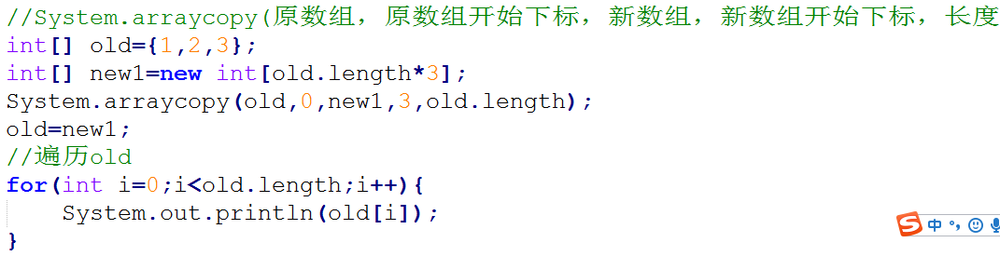 //System.arraycopy(原数组，原数组开始下标，新数组，新数组开始下标，长度
int[] old={1,2,3};
int[] new1=new int[old.length*3];
System.arraycopy(old,0,new1,3,old.length);
old=new1;
//遍历old
for(int i=0;i<old.length;i++){
    System.out.println(old[i]);
}
中